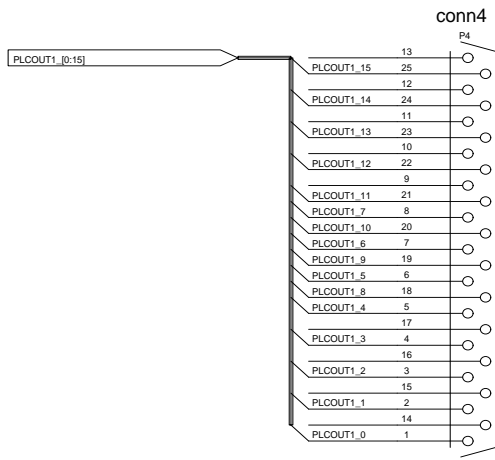 conn4
P4
PLCOUT1_[0:15]
13
PLCOUT1_15 25
12
PLCOUT1_14 24
11
PLCOUT1_13 23
10
PLCOUT1_12 22
9
PLCOUT1_11 21
PLCOUT1_7 8
PLCOUT1_10 20
PLCOUT1_6 7
PLCOUT1_9 19
PLCOUT1_5 6
PLCOUT1_8 18
PLCOUT1_4 5
17
PLCOUT1_3 4
16
PLCOUT1_2 3
15
PLCOUT1_1 2
14
PLCOUT1_0 1